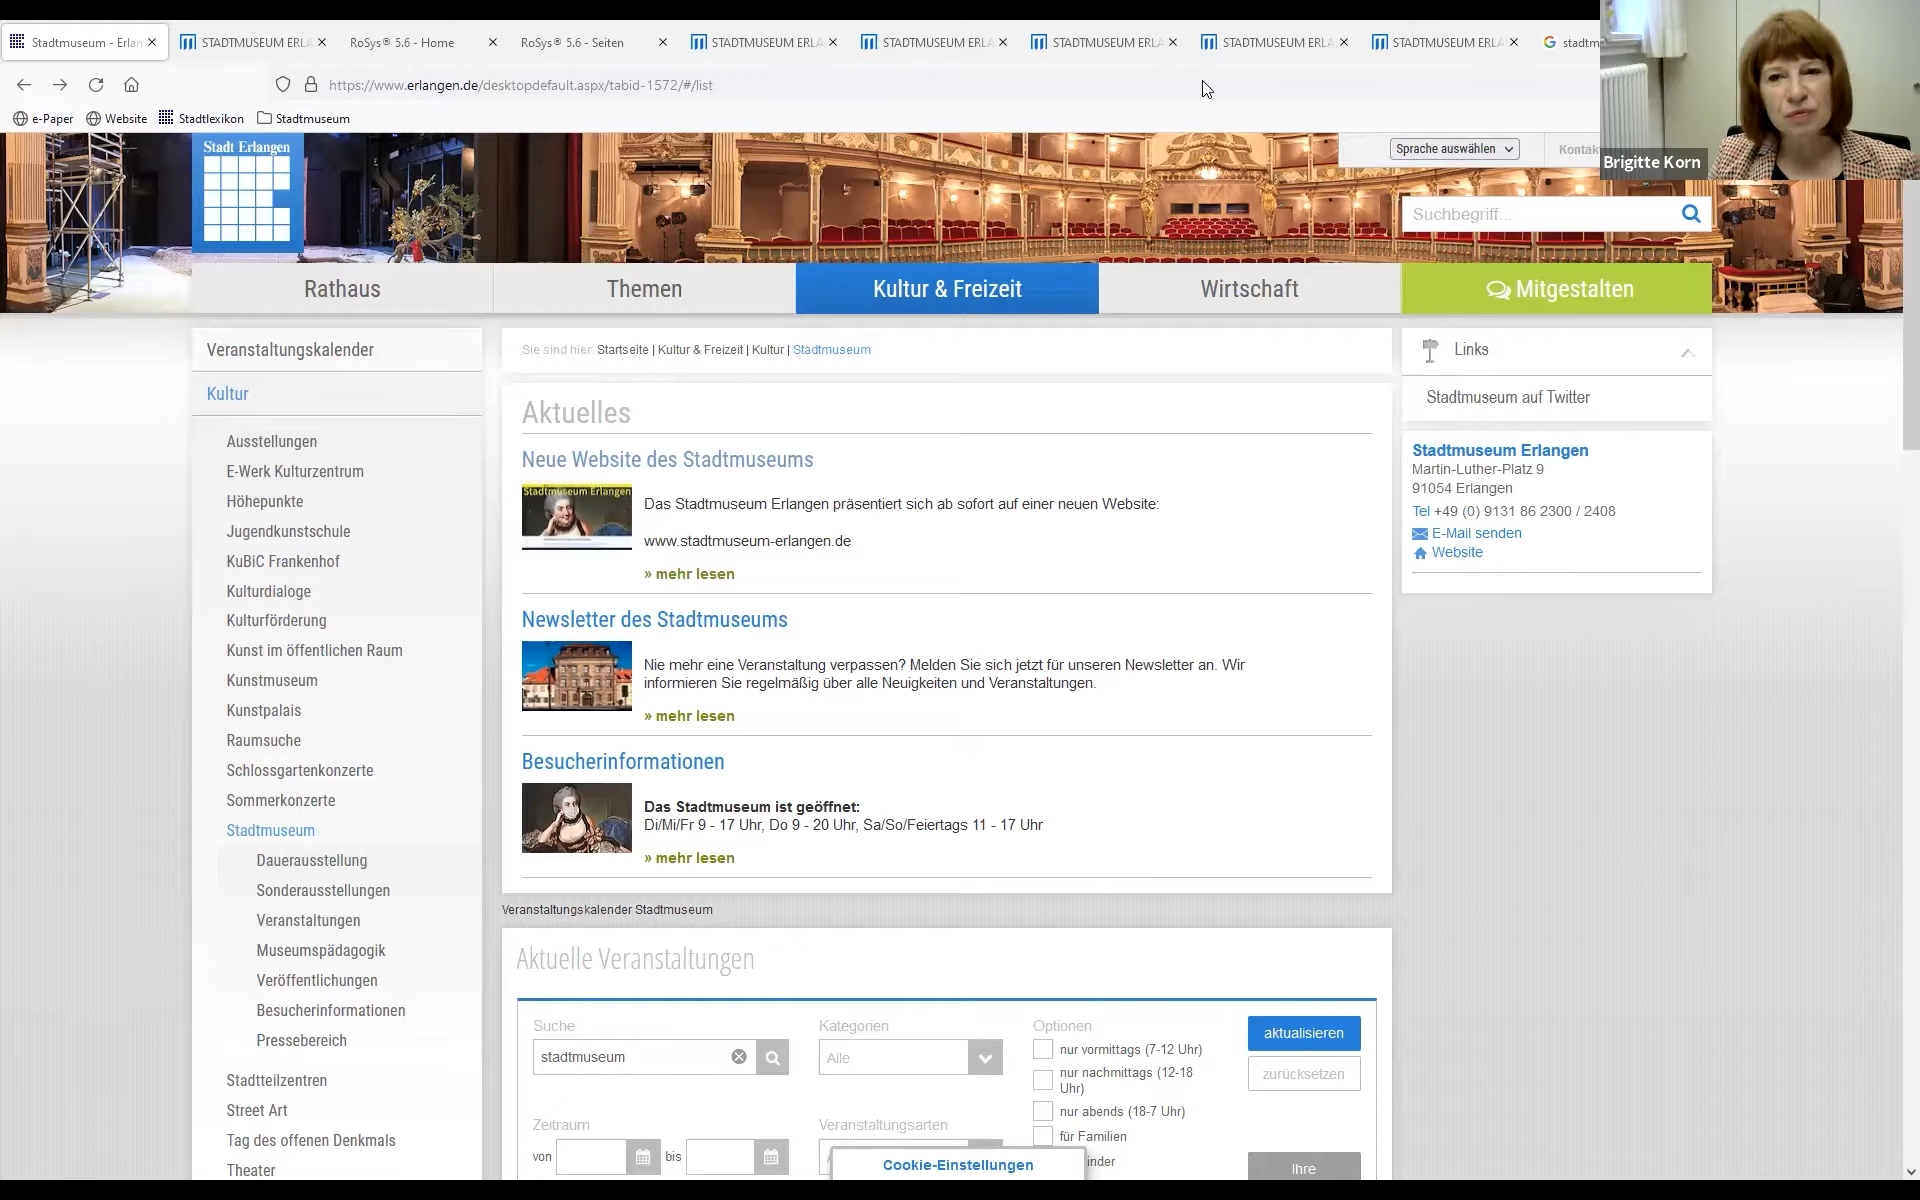 Stadtmuseum - Erlan
STADTMUSEUM ERLA
RoSys® 5.6 - Home
RoSys® 5.6 - Seiten
STADTMUSEUM ERLA
STADTMUSEUM ERLA
STADTMUSEUM ERLA
STADTMUSEUM ERLA
STADTMUSEUM ERLA
stadtm
https://www.erlangen.de/desktopdefault.aspx/tabid-1572/#/list
e-Paper Website Stadtlexikon Stadtmuseum
Brigitte Korn
Stadt Erlangen
Sprache auswählen
Kontak
Suchbegriff...
Rathaus
Themen
Kultur & Freizeit
Wirtschaft
Mitgestalten
Veranstaltungskalender
Kultur
Ausstellungen
E-Werk Kulturzentrum
Höhepunkte
Jugendkunstschule
KuBiC Frankenhof
Kulturdialoge
Kulturförderung
Kunst im öffentlichen Raum
Kunstmuseum
Kunstpalais
Raumsuche
Schlossgartenkonzerte
Sommerkonzerte
Stadtmuseum
Dauerausstellung
Sonderausstellungen
Veranstaltungen
Museumspädagogik
Veröffentlichungen
Besucherinformationen
Pressebereich
Stadtteilzentren
Street Art
Tag des offenen Denkmals
Theater
Sie sind hier: Startseite | Kultur & Freizeit | Kultur | Stadtmuseum
Aktuelles
Neue Website des Stadtmuseums
Stadtmuseum Erlangen
Das Stadtmuseum Erlangen präsentiert sich ab sofort auf einer neuen Website:
www.stadtmuseum-erlangen.de
» mehr lesen
Newsletter des Stadtmuseums
Nie mehr eine Veranstaltung verpassen? Melden Sie sich jetzt für unseren Newsletter an. Wir
informieren Sie regelmäßig über alle Neuigkeiten und Veranstaltungen.
» mehr lesen
Besucherinformationen
Das Stadtmuseum ist geöffnet:
Di/Mi/Fr 9 - 17 Uhr, Do 9 - 20 Uhr, Sa/So/Feiertags 11 - 17 Uhr
» mehr lesen
Veranstaltungskalender Stadtmuseum
Aktuelle Veranstaltungen
Suche
stadtmuseum
Kategorien
Alle
Optionen
nur vormittags (7-12 Uhr)
nur nachmittags (12-18
Uhr)
nur abends (18-7 Uhr)
für Familien
inder
aktualisieren
zurücksetzen
Ihre
Zeitraum
von
bis
Veranstaltungsarten
Cookie-Einstellungen
Links
Stadtmuseum auf Twitter
Stadtmuseum Erlangen
Martin-Luther-Platz 9
91054 Erlangen
Tel +49 (0) 9131 86 2300 / 2408
E-Mail senden
Website